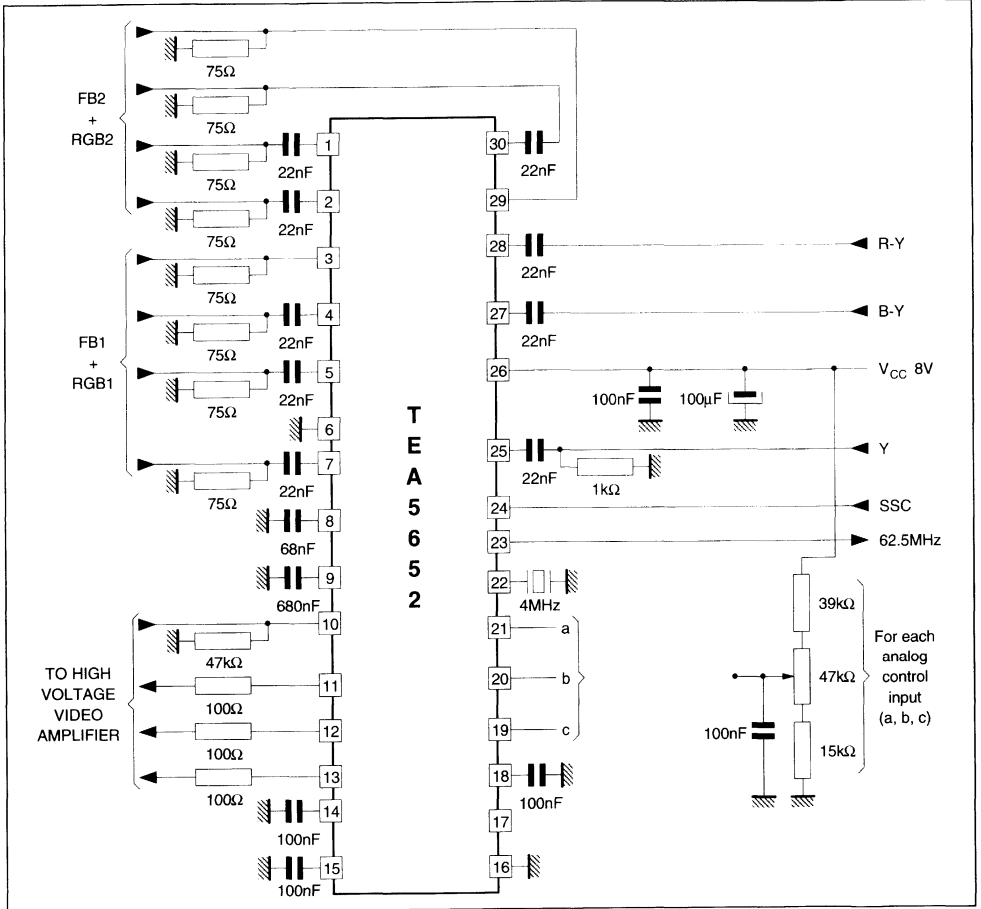 75Ω
FB2
+
RGB2
75Ω
75Ω
22nF
1
75Ω
22nF
2
3
75Ω
FB1
+
RGB1
75Ω
22nF
4
75Ω
22nF
5
6
75Ω
22nF
7
68nF
8
680nF
9
10
47kΩ
TO HIGH
VOLTAGE
VIDEO
AMPLIFIER
100Ω
11
100Ω
12
100Ω
13
100nF
14
100nF
15
T
E
A
5
6
5
2
30
22nF
29
28
22nF
R-Y
27
22nF
B-Y
26
VCC 8V
100nF
100µF
25
22nF
1kΩ
Y
24
SSC
23
62.5MHz
22
4MHz
21
a
20
b
19
c
18
100nF
17
16
39kΩ
47kΩ
15kΩ
100nF
For each
analog
control
input
(a, b, c)